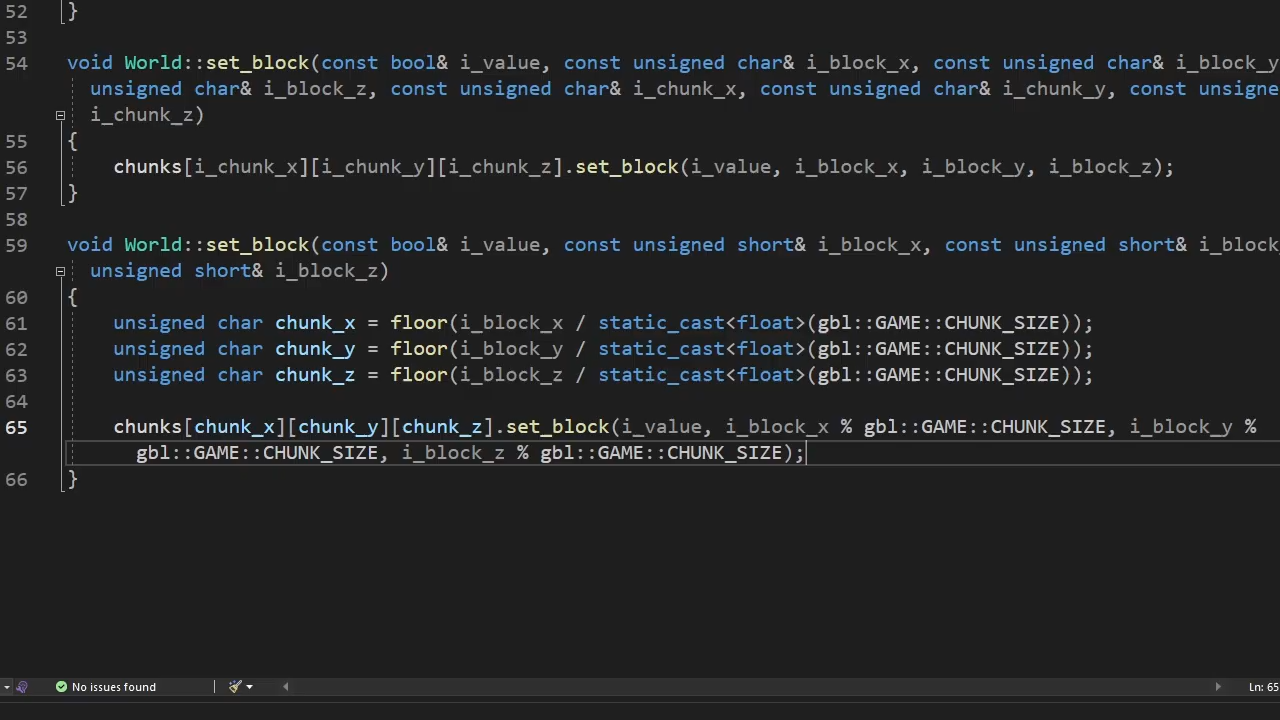 52 }
53
54 void World::set_block(const bool& i_value, const unsigned char& i_block_x, const unsigned char& i_block_y
unsigned char& i_block_z, const unsigned char& i_chunk_x, const unsigned char& i_chunk_y, const unsigne
i_chunk_z)
55 {
56 chunks[i_chunk_x][i_chunk_y][i_chunk_z].set_block(i_value, i_block_x, i_block_y, i_block_z);
57 }
58
59 void World::set_block(const bool& i_value, const unsigned short& i_block_x, const unsigned short& i_block
unsigned short& i_block_z)
60 {
61 unsigned char chunk_x = floor(i_block_x / static_cast<float>(gbl::GAME::CHUNK_SIZE));
62 unsigned char chunk_y = floor(i_block_y / static_cast<float>(gbl::GAME::CHUNK_SIZE));
63 unsigned char chunk_z = floor(i_block_z / static_cast<float>(gbl::GAME::CHUNK_SIZE));
64
65 chunks[chunk_x][chunk_y][chunk_z].set_block(i_value, i_block_x % gbl::GAME::CHUNK_SIZE, i_block_y %
gbl::GAME::CHUNK_SIZE, i_block_z % gbl::GAME::CHUNK_SIZE);
66 }
No issues found
Ln: 65